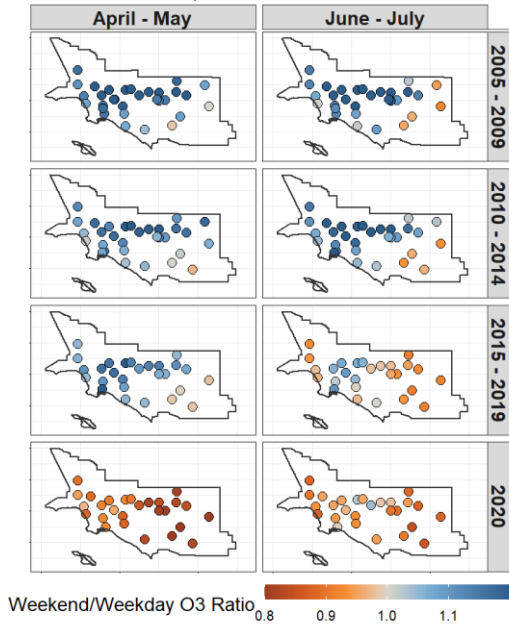 April - May
June - July
2005 - 2009
2010 - 2014
2015 - 2019
2020
Weekend/Weekday O3 Ratio
0.8 0.9 1.0 1.1